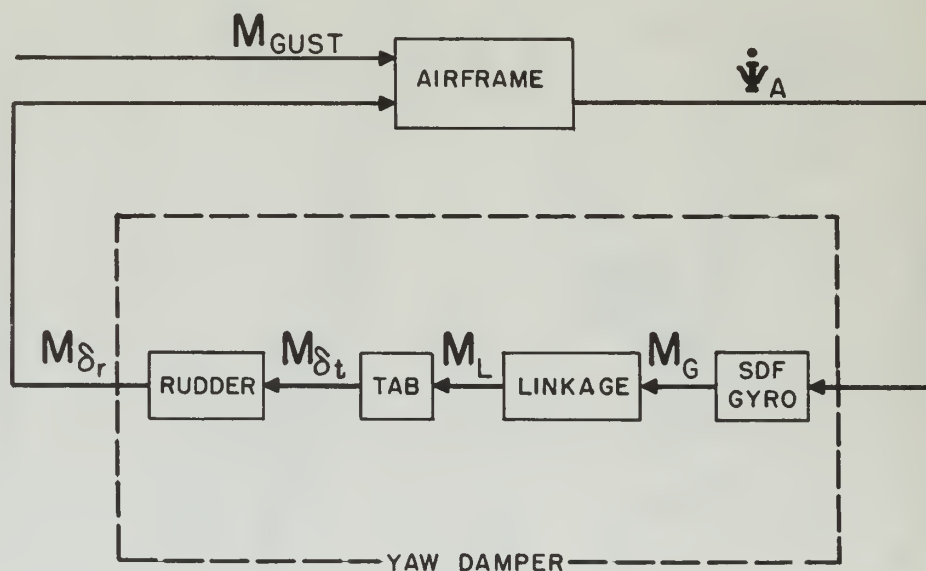 M_GUST
AIRFRAME
Ψ̇_A
M_δr
RUDDER
M_δt
TAB
M_L
LINKAGE
M_G
SDF
GYRO
YAW DAMPER